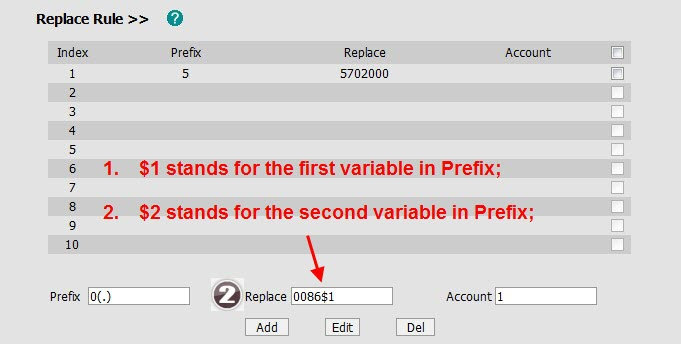 Replace Rule >> ?
Index Prefix Replace Account
1 5 5702000
2
3
4
5
6 1. $1 stands for the first variable in Prefix;
7
8 2. $2 stands for the second variable in Prefix;
9
10
Prefix 0(.) 2 Replace 0086$1 Account 1
Add Edit Del